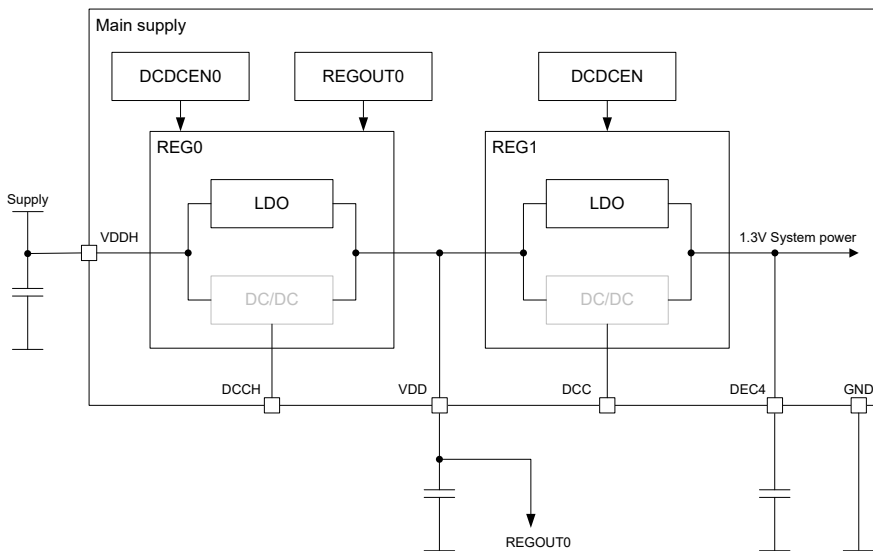 Main supply
DCDCEN0
REGOUT0
DCDCEN
REG0
REG1
LDO
LDO
Supply
VDDH
1.3V System power
DC/DC
DC/DC
DCCH
VDD
DCC
DEC4
GND
REGOUT0